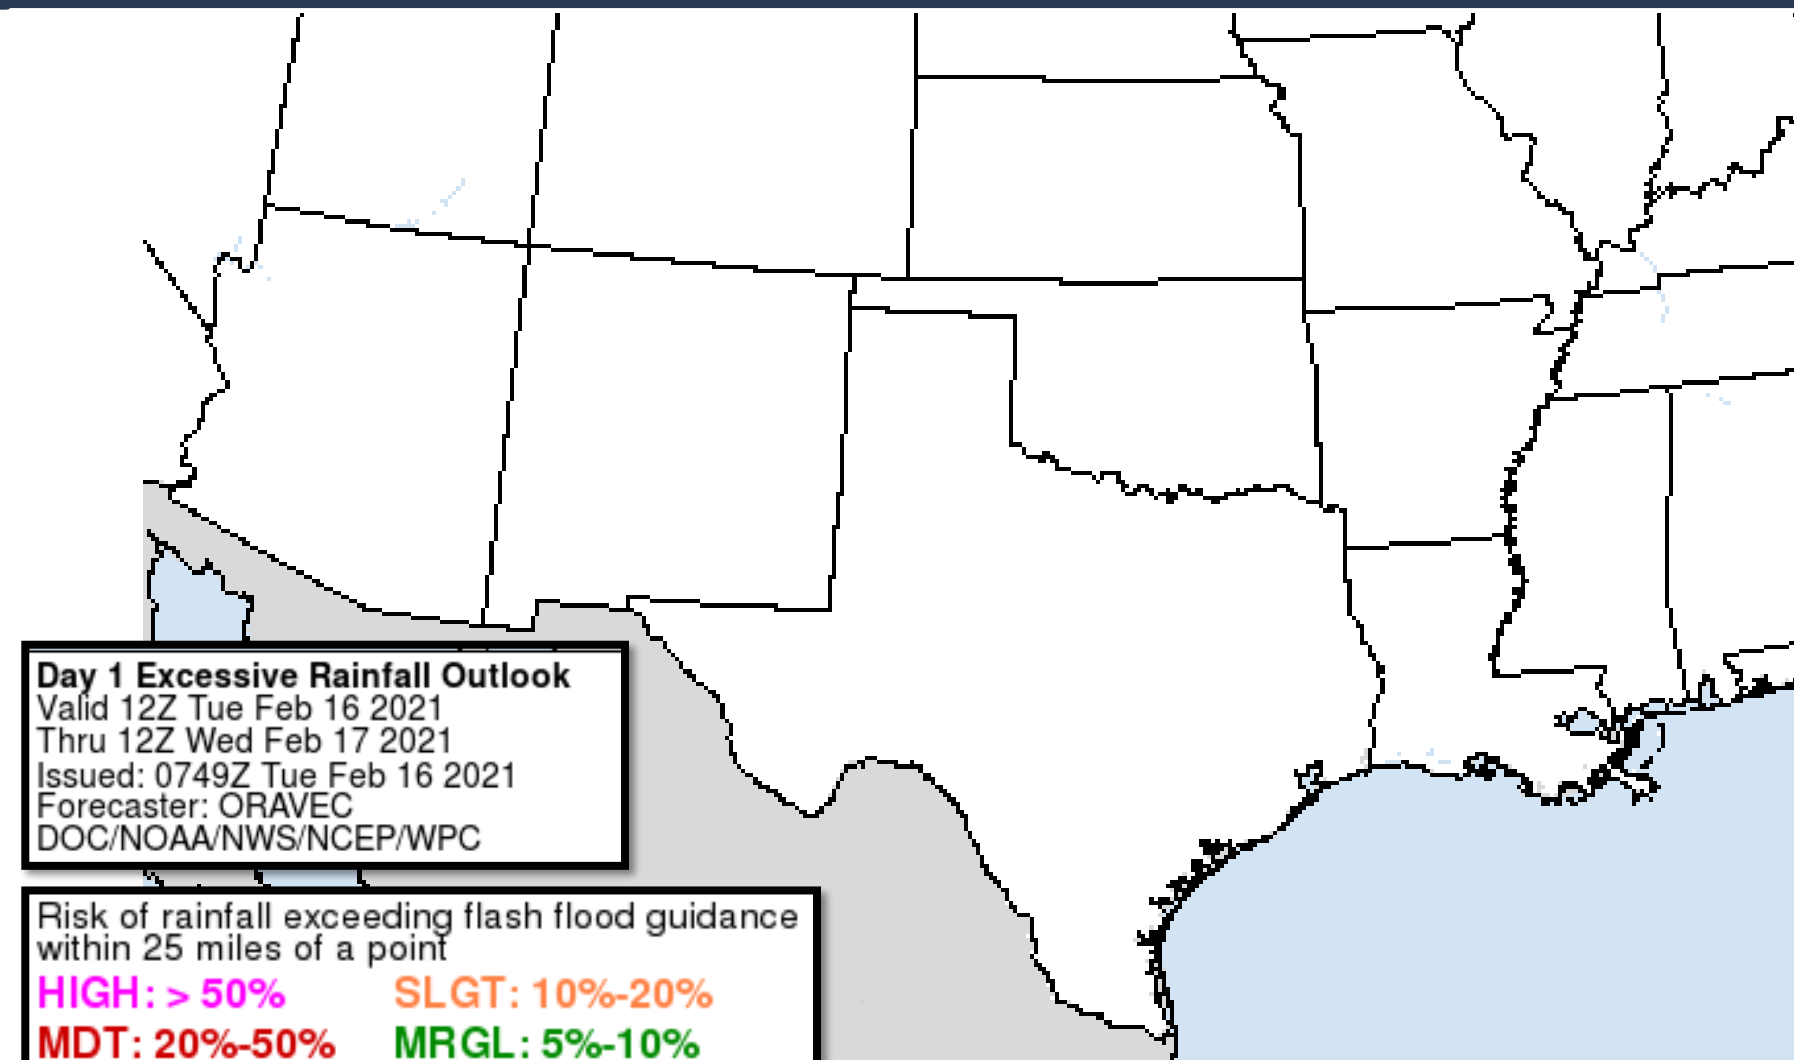 Day 1 Excessive Rainfall Outlook
Valid 12Z Tue Feb 16 2021
Thru 12Z Wed Feb 17 2021
Issued: 0749Z Tue Feb 16 2021
Forecaster: ORAVEC
DOC/NOAA/NWS/NCEP/WPC
Risk of rainfall exceeding flash flood guidance
within 25 miles of a point
HIGH: > 50% SLGT: 10%-20%
MDT: 20%-50% MRGL: 5%-10%